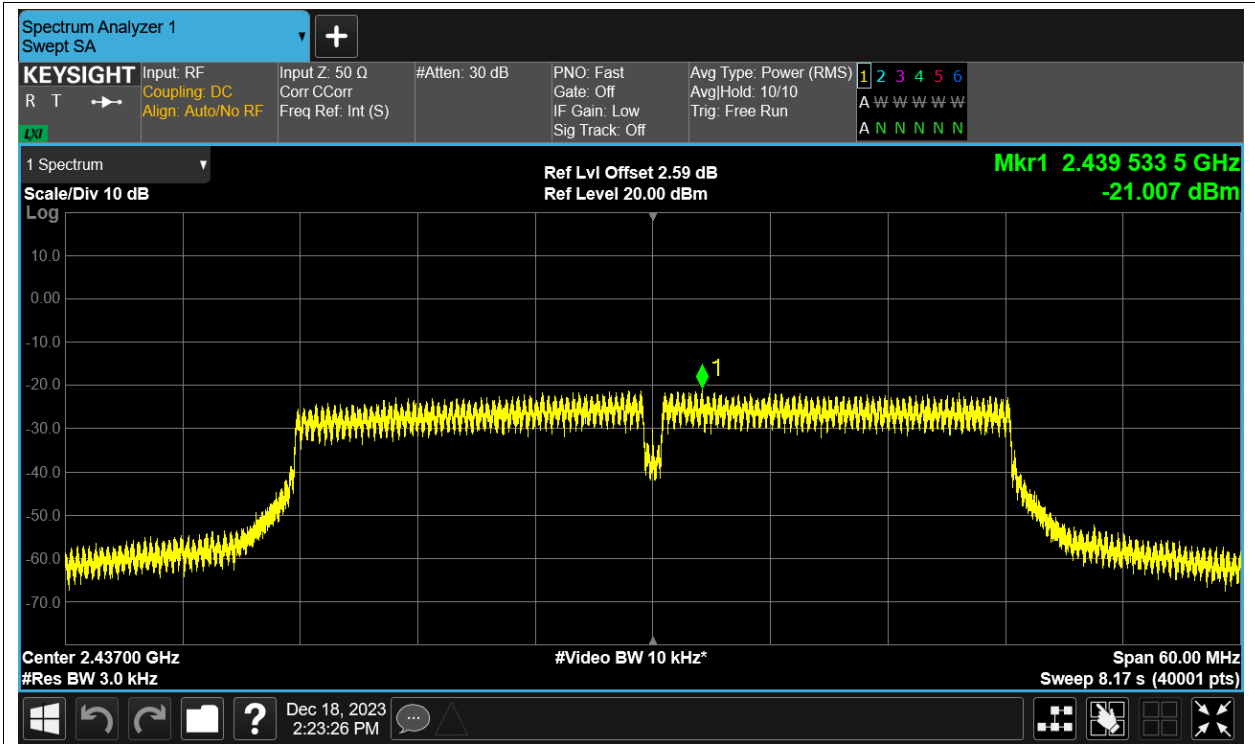 Spectrum Analyzer 1
Swept SA
KEYSIGHT
R T
LXI
Input: RF
Coupling: DC
Align: Auto/No RF
Input Z: 50 Ω
Corr CCorr
Freq Ref: Int (S)
#Atten: 30 dB
PNO: Fast
Gate: Off
IF Gain: Low
Sig Track: Off
Avg Type: Power (RMS)
Avg|Hold: 10/10
Trig: Free Run
1 2 3 4 5 6
A W W W W W
A N N N N N
1 Spectrum
Scale/Div 10 dB
Log
Ref Lvl Offset 2.59 dB
Ref Level 20.00 dBm
Mkr1 2.439 533 5 GHz
-21.007 dBm
10.0
0.00
-10.0
1
-20.0
-30.0
-40.0
-50.0
-60.0
-70.0
Center 2.43700 GHz
#Video BW 10 kHz*
Span 60.00 MHz
#Res BW 3.0 kHz
Sweep 8.17 s (40001 pts)
?
Dec 18, 2023
2:23:26 PM